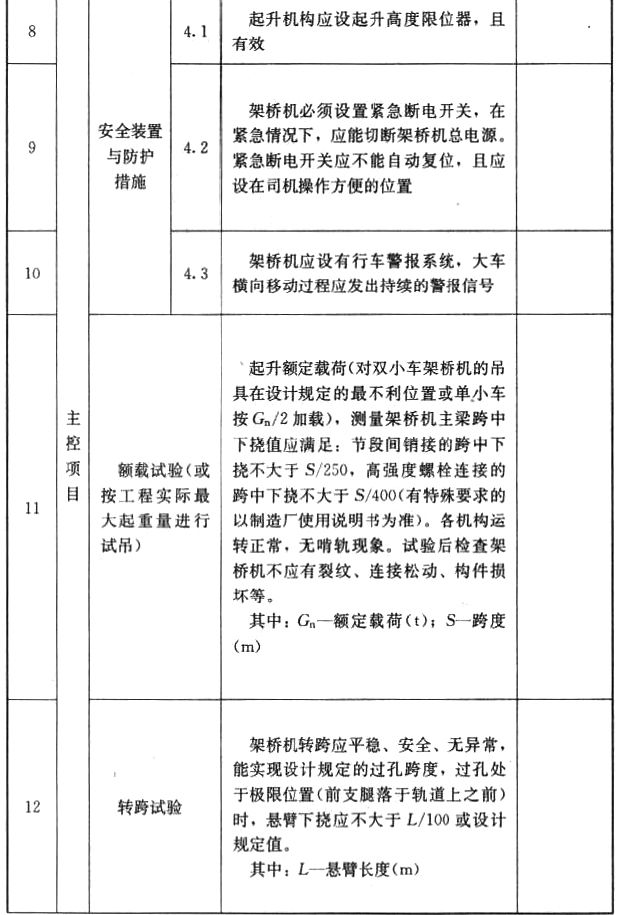 8
4.1
起升机构应设起升高度限位器，且
有效
9
安全装置
与防护
措施
4.2
架桥机必须设置紧急断电开关，在
紧急情况下，应能切断架桥机总电源。
紧急断电开关应不能自动复位，且应
设在司机操作方便的位置
10
4.3
架桥机应设有行车警报系统，大车
横向移动过程应发出持续的警报信号
主
控
项
目
11
额载试验（或
按工程实际最
大起重量进行
试吊）
起升额定载荷（对双小车架桥机的吊
具在设计规定的最不利位置或单小车
按Gn/2加载），测量架桥机主梁跨中
下挠值应满足：节段间销接的跨中下
挠不大于S/250，高强度螺栓连接的
跨中下挠不大于S/400（有特殊要求的
以制造厂使用说明书为准）。各机构运
转正常，无啃轨现象。试验后检查架
桥机不应有裂纹、连接松动、构件损
坏等。
其中：Gn—额定载荷（t）；S—跨度
（m）
12
转跨试验
架桥机转跨应平稳、安全、无异常，
能实现设计规定的过孔跨度，过孔处
于极限位置（前支腿落于轨道上之前）
时，悬臂下挠应不大于L/100或设计
规定值。
其中：L—悬臂长度（m）